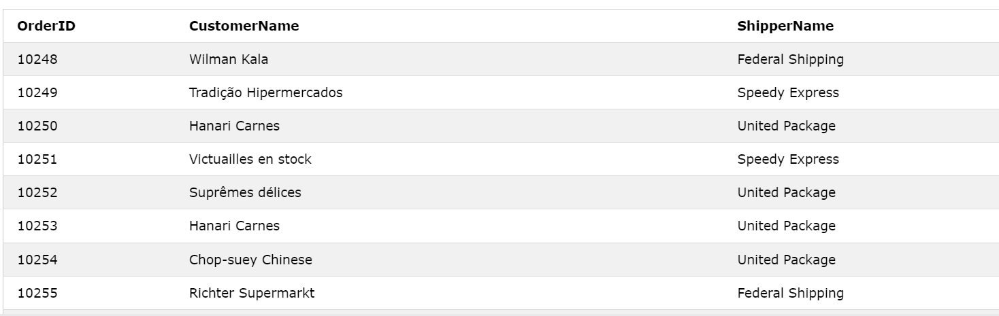 OrderID CustomerName ShipperName
10248 Wilman Kala Federal Shipping
10249 Tradição Hipermercados Speedy Express
10250 Hanari Carnes United Package
10251 Victuailles en stock Speedy Express
10252 Suprêmes délices United Package
10253 Hanari Carnes United Package
10254 Chop-suey Chinese United Package
10255 Richter Supermarkt Federal Shipping